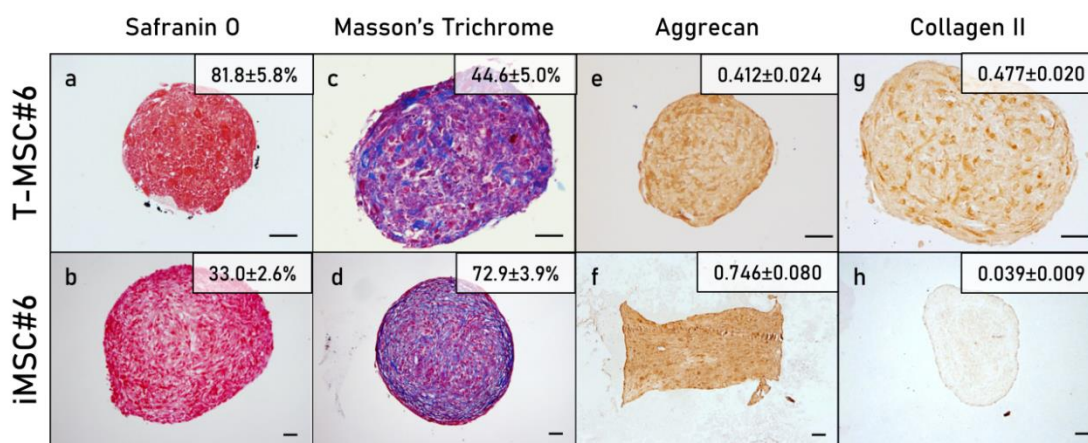 Safranin O Masson's Trichrome Aggrecan Collagen II
T-MSC#6
a 81.8±5.8% c 44.6±5.0% e 0.412±0.024 g 0.477±0.020
iMSC#6
b 33.0±2.6% d 72.9±3.9% f 0.746±0.080 h 0.039±0.009